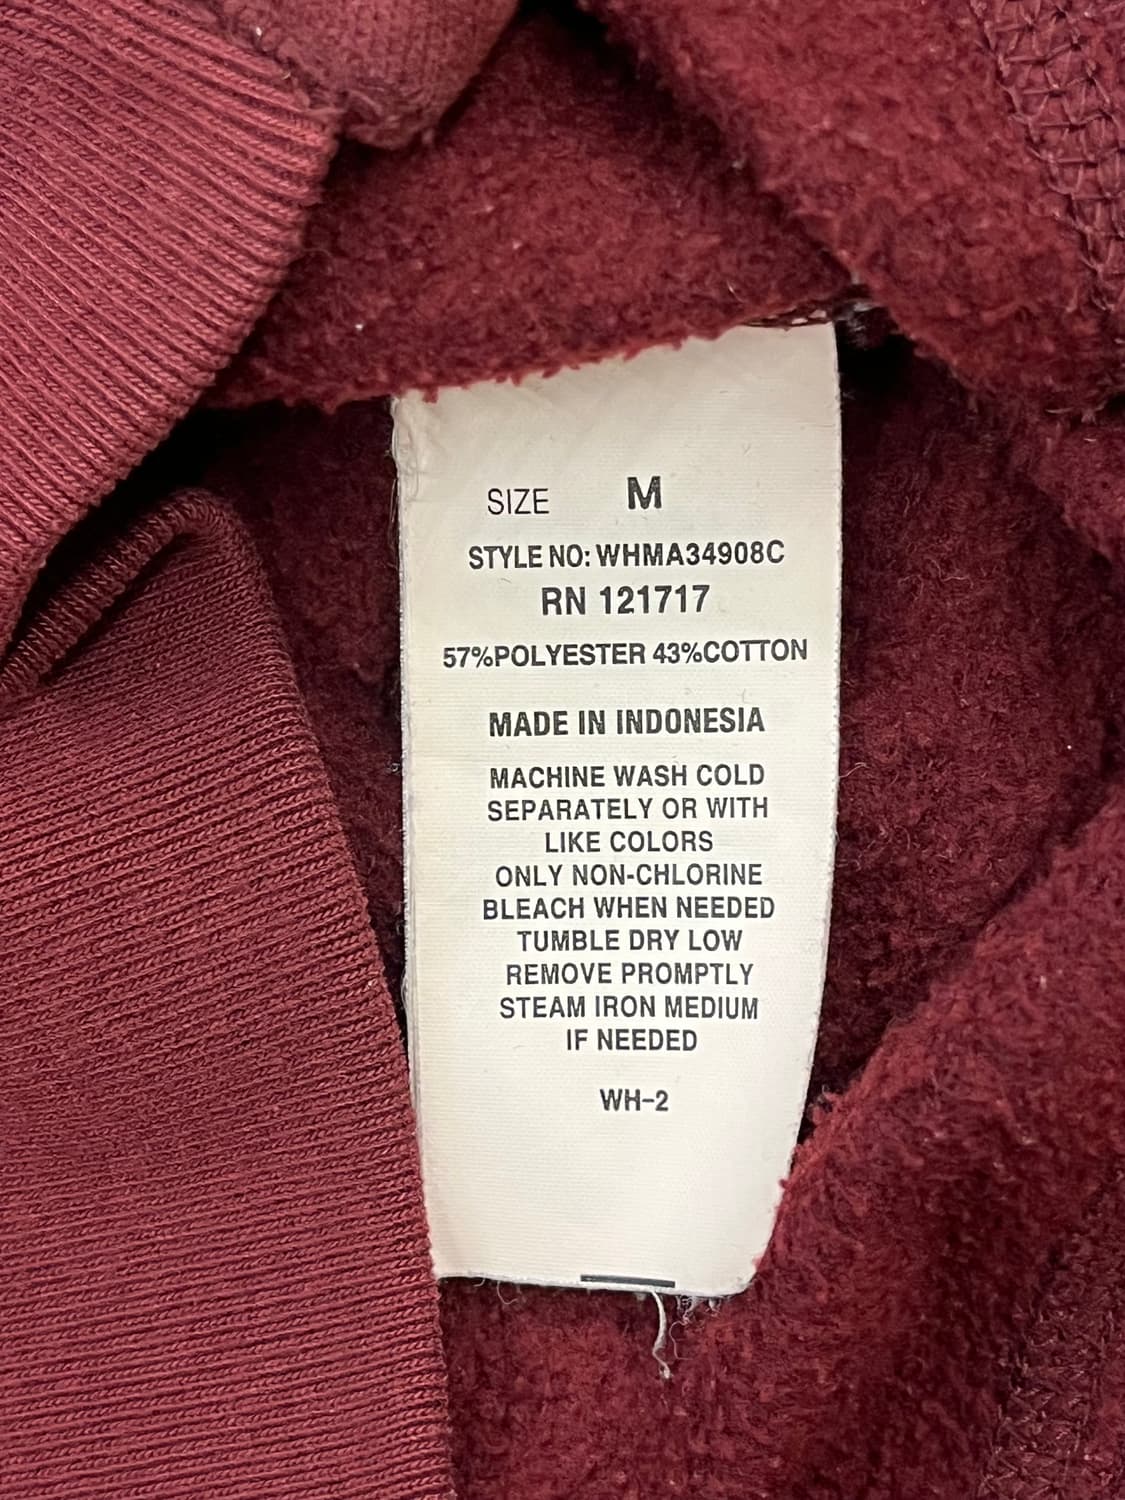 SIZE M
STYLE NO: WHMA34908C
RN 121717
57%POLYESTER 43%COTTON
MADE IN INDONESIA
MACHINE WASH COLD
SEPARATELY OR WITH
LIKE COLORS
ONLY NON-CHLORINE
BLEACH WHEN NEEDED
TUMBLE DRY LOW
REMOVE PROMPTLY
STEAM IRON MEDIUM
IF NEEDED
WH-2